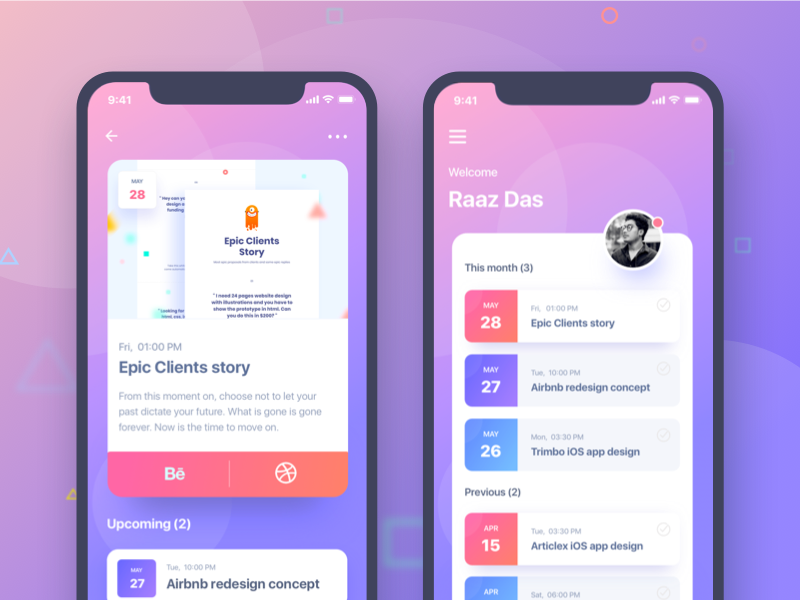 9:41
MAY
28
" Hey can yo
design a
funding
Epic Clients
Story
" I need 24 pages website design
with illustrations and you have to
show the prototype in html. Can
you do this in $200?"
" Looking for
html, css,
Fri, 01:00 PM
Epic Clients story
From this moment on, choose not to let your
past dictate your future. What is gone is gone
forever. Now is the time to move on.
Bē
Upcoming (2)
MAY
27
Tue, 10:00 PM
Airbnb redesign concept
9:41
Welcome
Raaz Das
This month (3)
MAY
28
Fri, 01:00 PM
Epic Clients story
MAY
27
Tue, 10:00 PM
Airbnb redesign concept
MAY
26
Mon, 03:30 PM
Trimbo iOS app design
Previous (2)
APR
15
Tue, 03:30 PM
Articlex iOS app design
APR
Sat, 06:00 PM